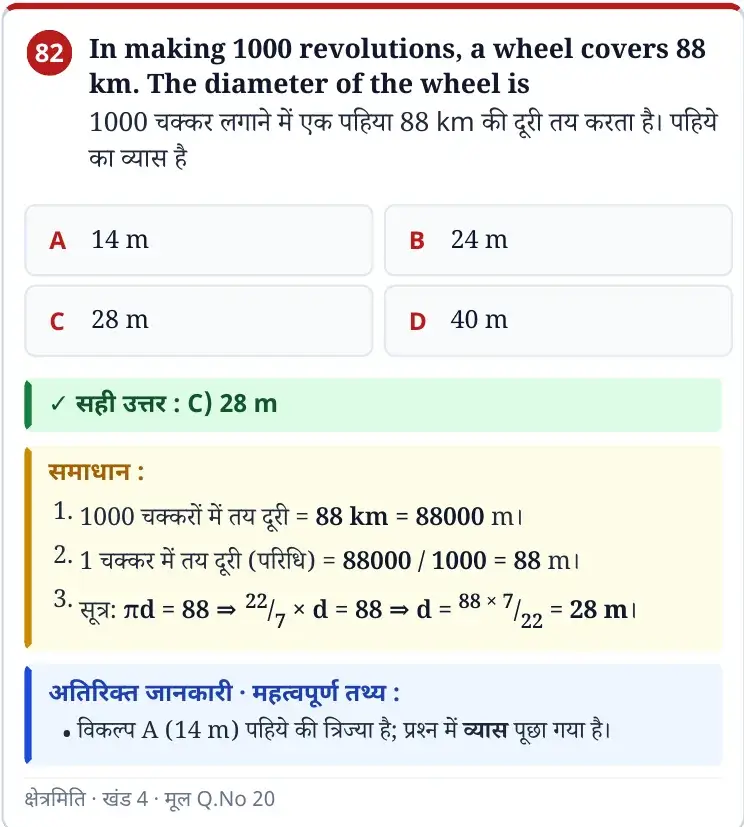 82 In making 1000 revolutions, a wheel covers 88
km. The diameter of the wheel is
1000 चक्कर लगाने में एक पहिया 88 km की दूरी तय करता है। पहिये
का व्यास है
A 14 m
B 24 m
C 28 m
D 40 m
✓ सही उत्तर : C) 28 m
समाधान :
1. 1000 चक्करों में तय दूरी = 88 km = 88000 m।
2. 1 चक्कर में तय दूरी (परिधि) = 88000 / 1000 = 88 m।
3. सूत्र: πd = 88 ⇒ 22/7 × d = 88 ⇒ d = 88 × 7/22 = 28 m।
अतिरिक्त जानकारी · महत्वपूर्ण तथ्य :
• विकल्प A (14 m) पहिये की त्रिज्या है; प्रश्न में व्यास पूछा गया है।
क्षेत्रमिति · खंड 4 · मूल Q.No 20